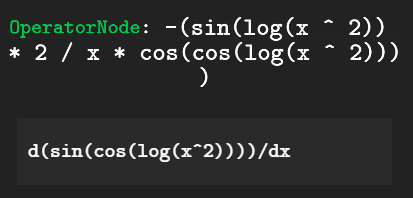 OperatorNode: -(sin(log(x ^ 2))
* 2 / x * cos(cos(log(x ^ 2)))
)
d(sin(cos(log(x^2))))/dx